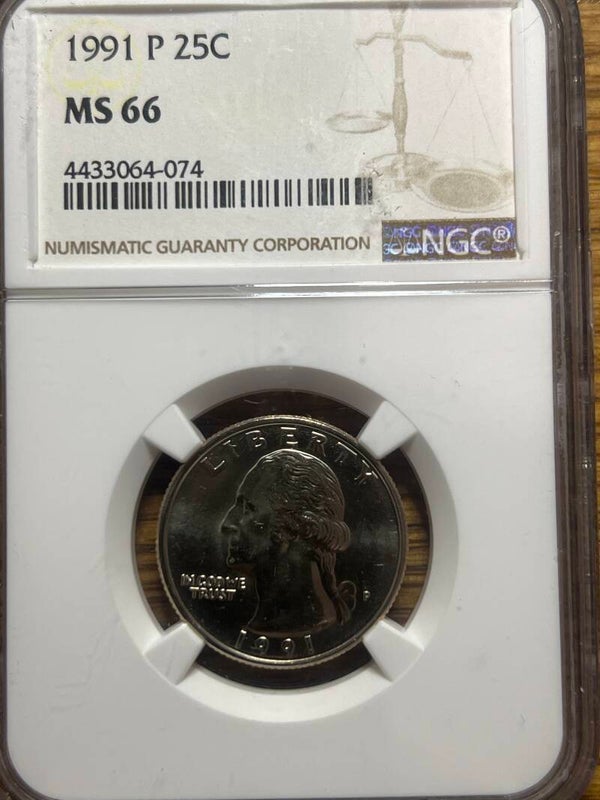 1991 P 25C
MS 66
4433064-074
NUMISMATIC GUARANTY CORPORATION
NGC®
LIBERTY
IN GOD WE
TRUST
P
1991